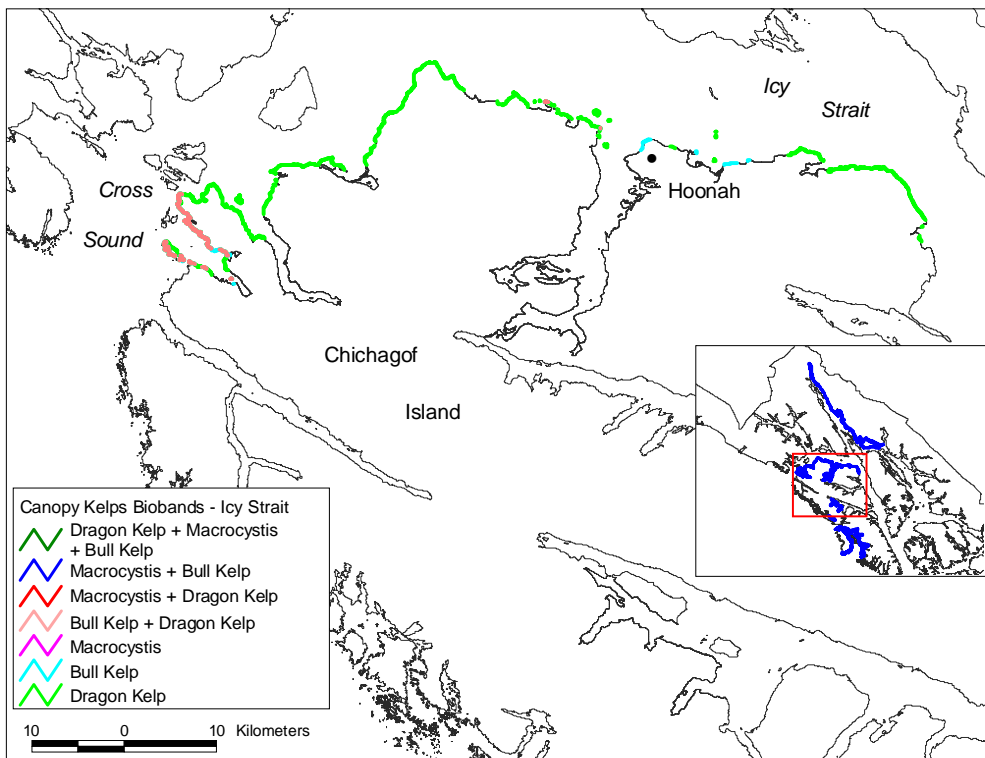 Icy
Strait
Cross
Sound
Hoonah
Chichagof
Island
Canopy Kelps Biobands - Icy Strait
Dragon Kelp + Macrocystis
+ Bull Kelp
Macrocystis + Bull Kelp
Macrocystis + Dragon Kelp
Bull Kelp + Dragon Kelp
Macrocystis
Bull Kelp
Dragon Kelp
10 0 10 Kilometers